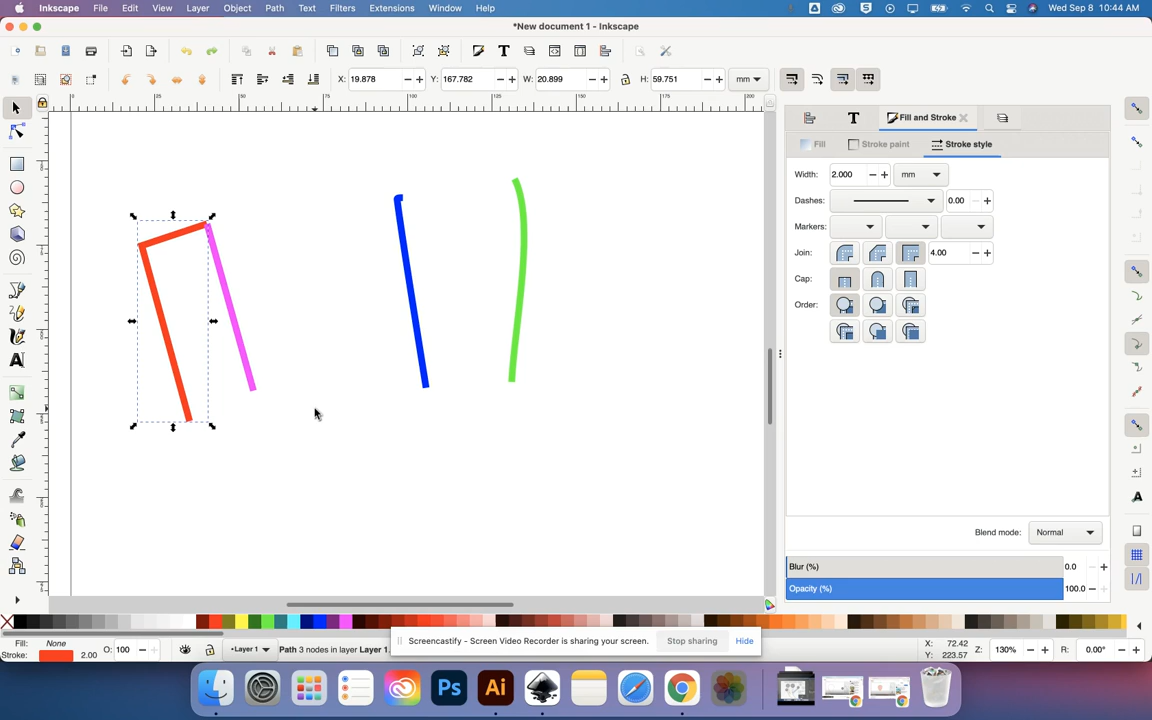 Inkscape File Edit View Layer Object Path Text Filters Extensions Window Help Wed Sep 8 10:44 AM
*New document 1 - Inkscape
X: 19.878 Y: 167.782 W: 20.899 H: 59.751 mm
Fill and Stroke
Fill Stroke paint Stroke style
Width: 2.000 mm
Dashes: 0.00
Markers:
Join: 4.00
Cap:
Order:
Blend mode: Normal
Blur (%) 0.0
Opacity (%) 100.0
Fill: None
Stroke: 2.00 O: 100 •Layer 1 Path 3 nodes in layer Layer 1.
X: 72.42
Y: 223.57
Z: 130% R: 0.00°
Screencastify - Screen Video Recorder is sharing your screen. Stop sharing Hide
Ps Ai